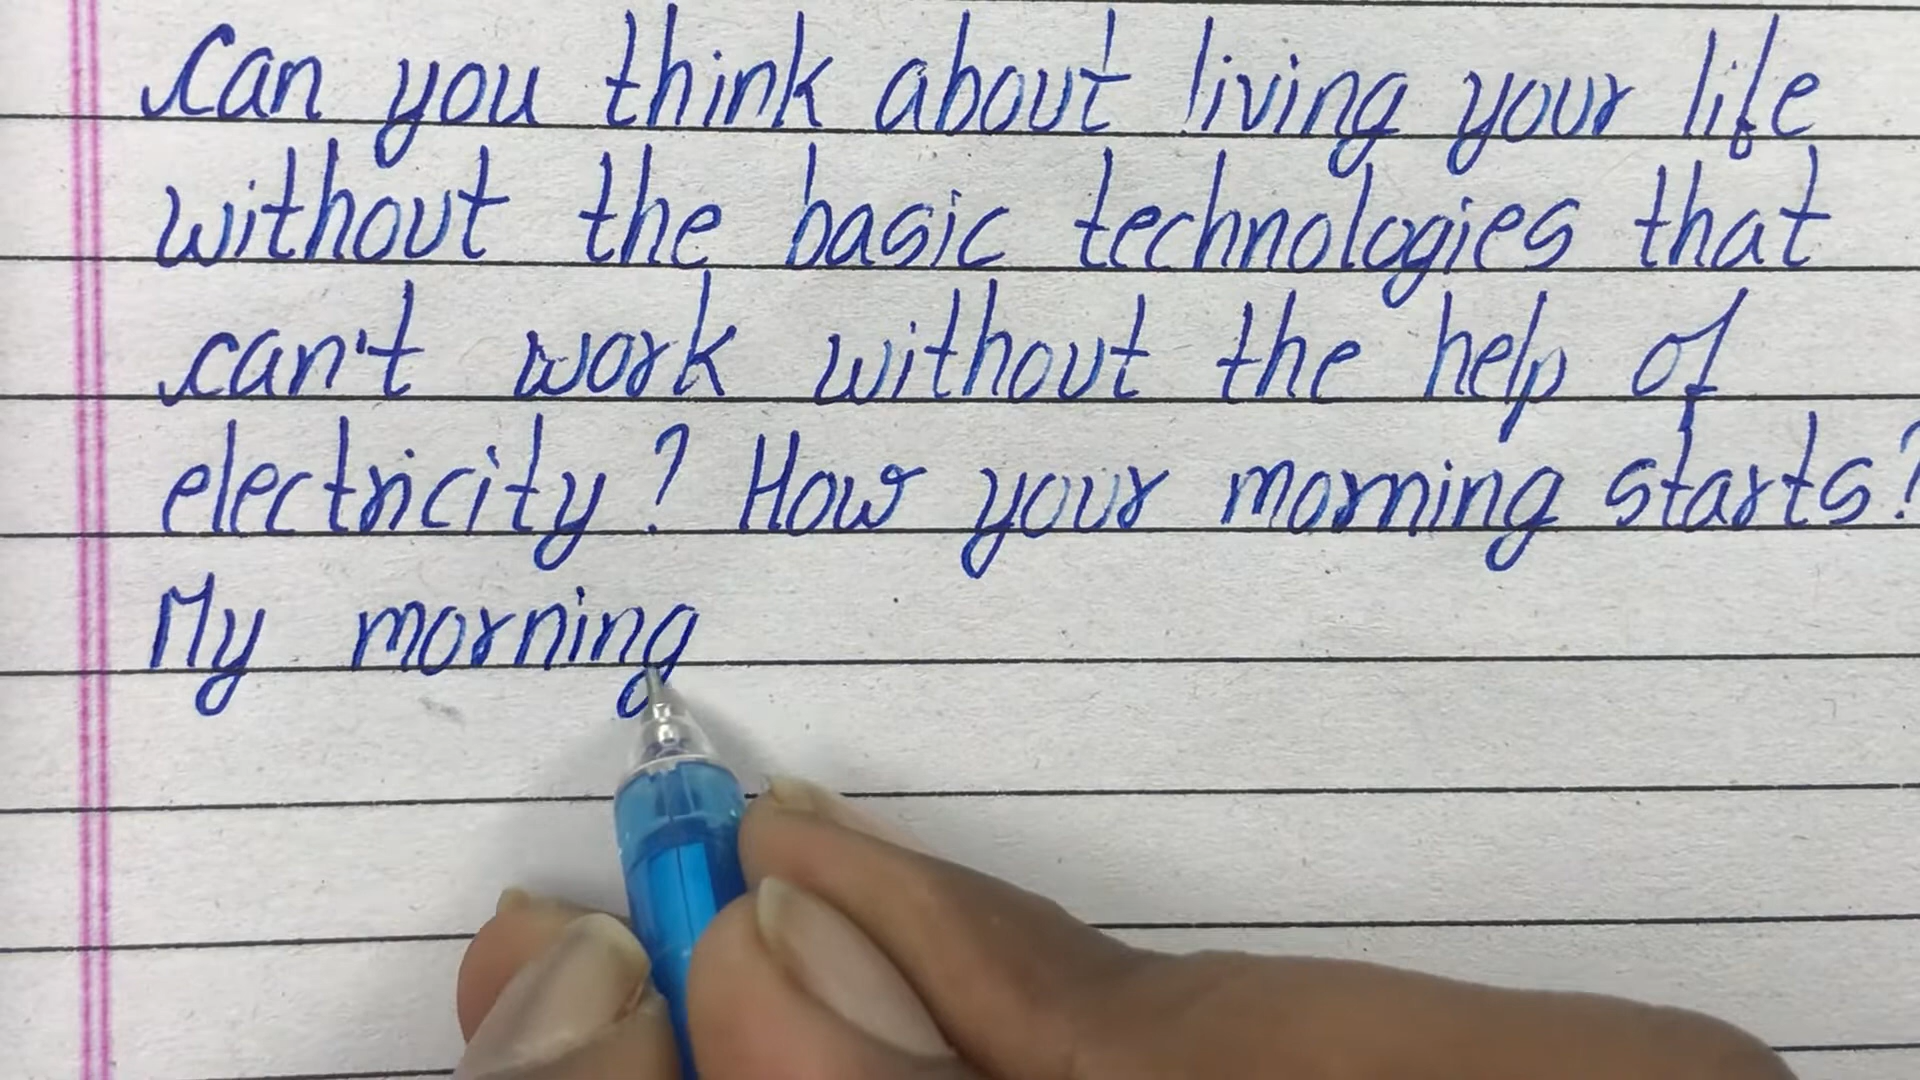 Can you think about living your life
without the basic technologies that
can't work without the help of
electricity? How your morning starts?
My morning